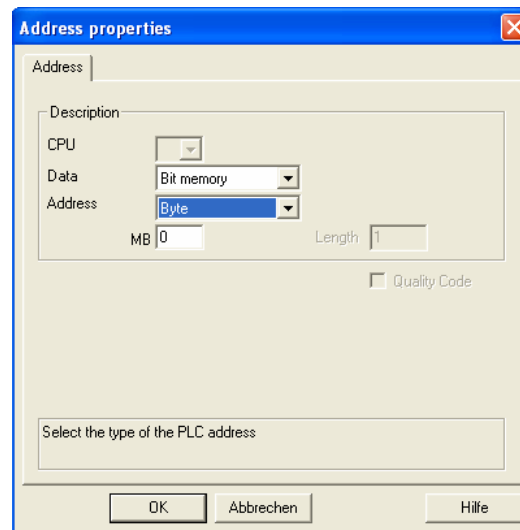 Address properties
Address
Description
CPU
Data Bit memory
Address Byte
MB 0 Length 1
Quality Code
Select the type of the PLC address
OK Abbrechen Hilfe